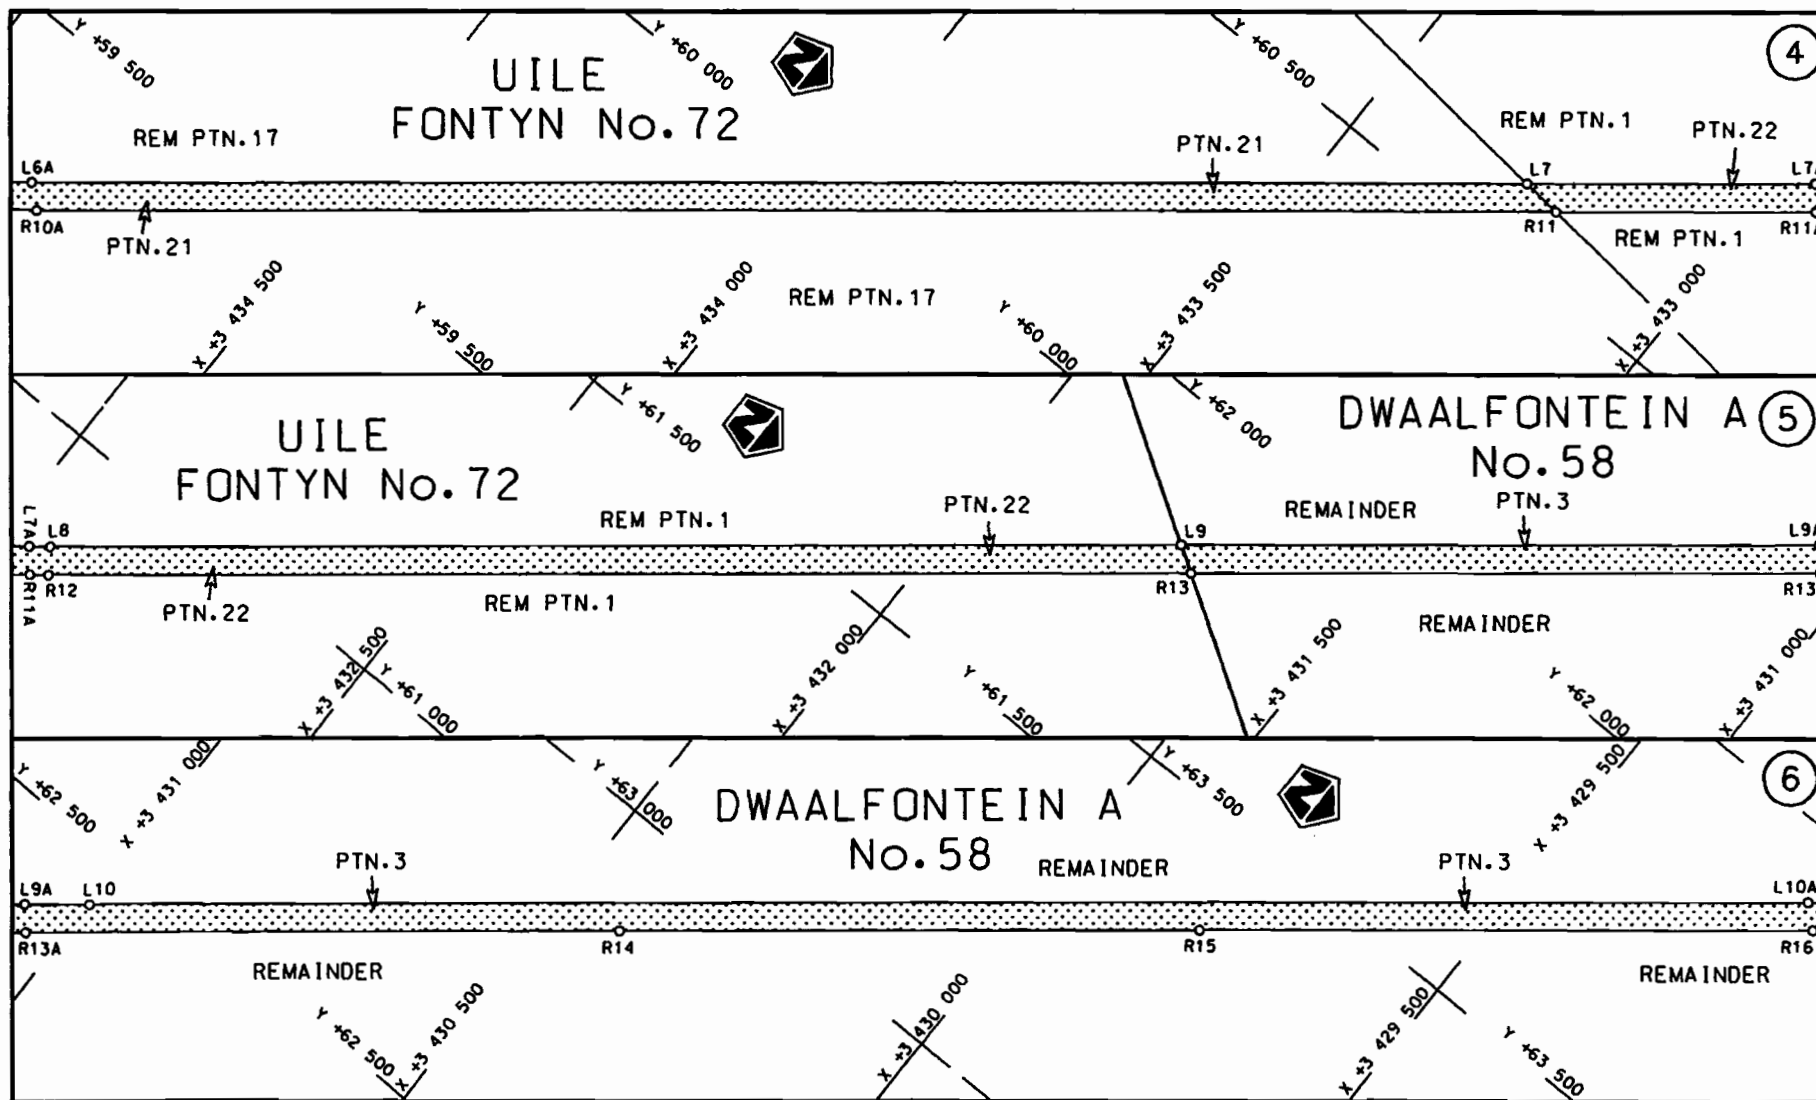 Y +59 500
Y +60 000
Y +60 500
4
UILE
FONTYN No.72
REM PTN.17
PTN.21
REM PTN.1
PTN.22
L6A
L7
R10A
PTN.21
R11
REM PTN.1
X +3 434 500
Y +59 500
X +3 434 000
REM PTN.17
Y +60 000
X +3 433 500
X +3 433 000
Y +61 500
Y +62 000
5
UILE
FONTYN No.72
DWAALFONTEIN A
No.58
L7A
L8
REM PTN.1
PTN.22
L9
REMAINDER
PTN.3
L9A
R11A
R12
PTN.22
REM PTN.1
R13
REMAINDER
R13
X +3 432 500
Y +61 000
X +3 432 000
Y +61 500
X +3 431 500
Y +62 000
X +3 431 000
Y +62 500
X +3 431 000
Y +63 000
Y +63 500
X +3 429 500
6
DWAALFONTEIN A
No.58
REMAINDER
PTN.3
PTN.3
L9A
L10
L10A
R13A
R14
R15
R16
REMAINDER
REMAINDER
Y +62 500
X +3 430 500
X +3 430 000
X +3 429 500
Y +63 500